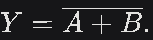 Y = \overline{A + B}.